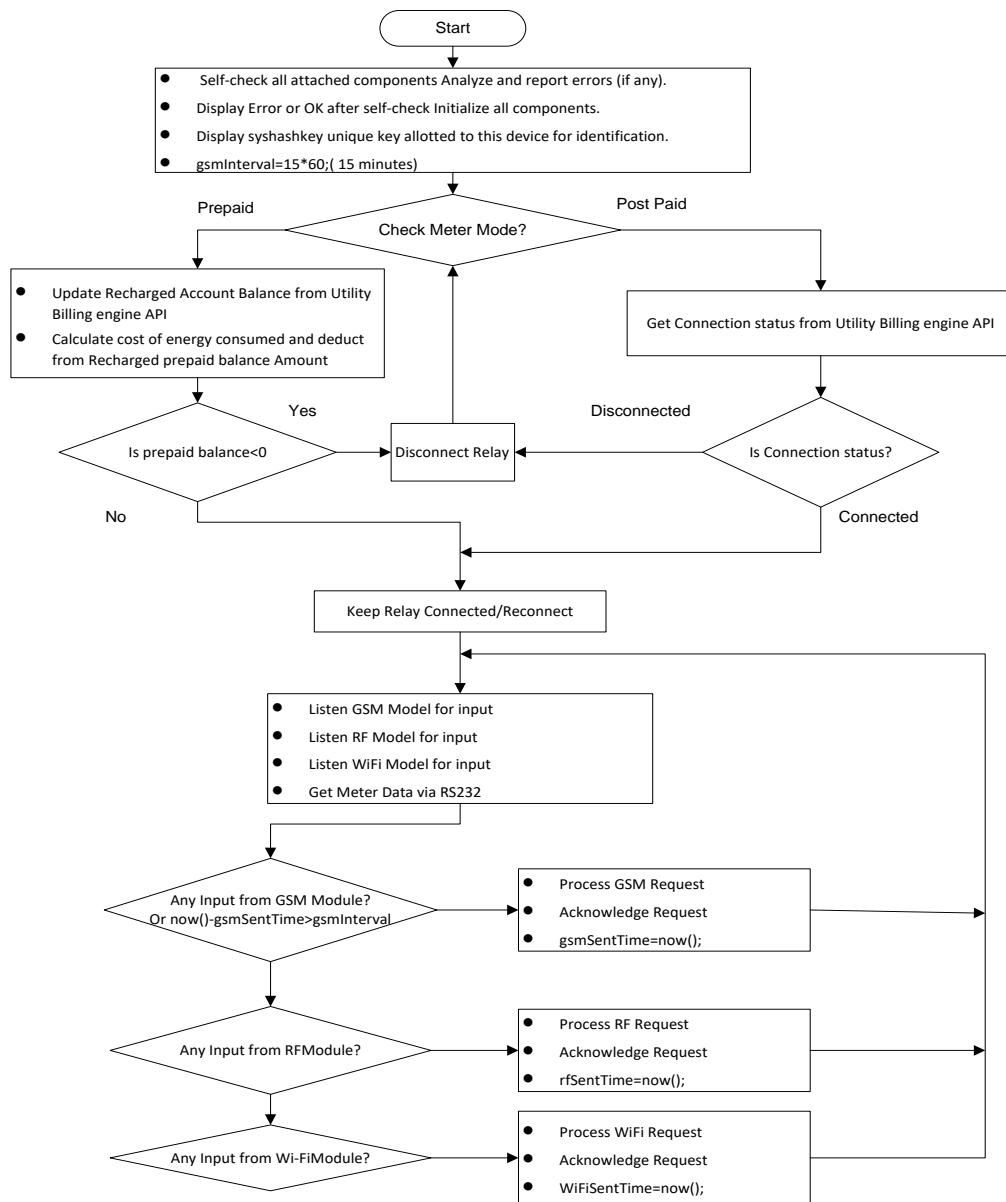 Start
● Self-check all attached components Analyze and report errors (if any).
● Display Error or OK after self-check Initialize all components.
● Display syshashkey unique key allotted to this device for identification.
● gsmInterval=15*60;( 15 minutes)
Prepaid
Post Paid
Check Meter Mode?
● Update Recharged Account Balance from Utility
Billing engine API
● Calculate cost of energy consumed and deduct
from Recharged prepaid balance Amount
Get Connection status from Utility Billing engine API
Yes
Disconnected
Is prepaid balance<0
Disconnect Relay
Is Connection status?
No
Connected
Keep Relay Connected/Reconnect
● Listen GSM Model for input
● Listen RF Model for input
● Listen WiFi Model for input
● Get Meter Data via RS232
Any Input from GSM Module?
Or now()-gsmSentTime>gsmInterval
● Process GSM Request
● Acknowledge Request
● gsmSentTime=now();
Any Input from RFModule?
● Process RF Request
● Acknowledge Request
● rfSentTime=now();
Any Input from Wi-FiModule?
● Process WiFi Request
● Acknowledge Request
● WiFiSentTime=now();